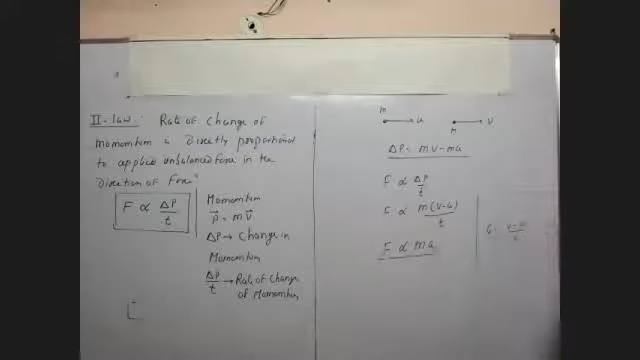 II-law: Rate of change of
momentum is directly proportional
to applied unbalanced force in the
direction of Force"
F ∝ ΔP/t
Momentum
P⃗ = mV⃗
ΔP → Change in
Momentum
ΔP/t → Rate of Change
of Momentum
m u m v
ΔP = mv-mu
F ∝ ΔP/t
F ∝ m(v-u)/t
F ∝ ma